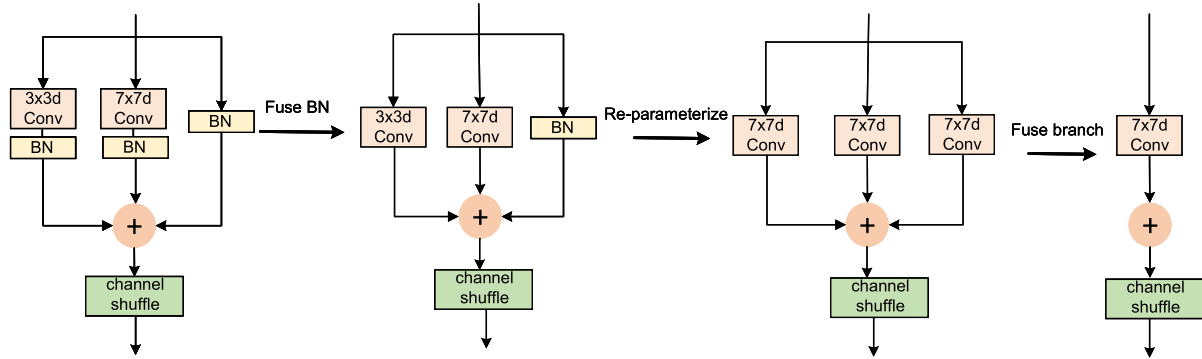 3x3d
Conv
BN
7x7d
Conv
BN
BN
+
channel
shuffle
Fuse BN
3x3d
Conv
7x7d
Conv
BN
+
channel
shuffle
Re-parameterize
7x7d
Conv
7x7d
Conv
7x7d
Conv
+
channel
shuffle
Fuse branch
7x7d
Conv
+
channel
shuffle